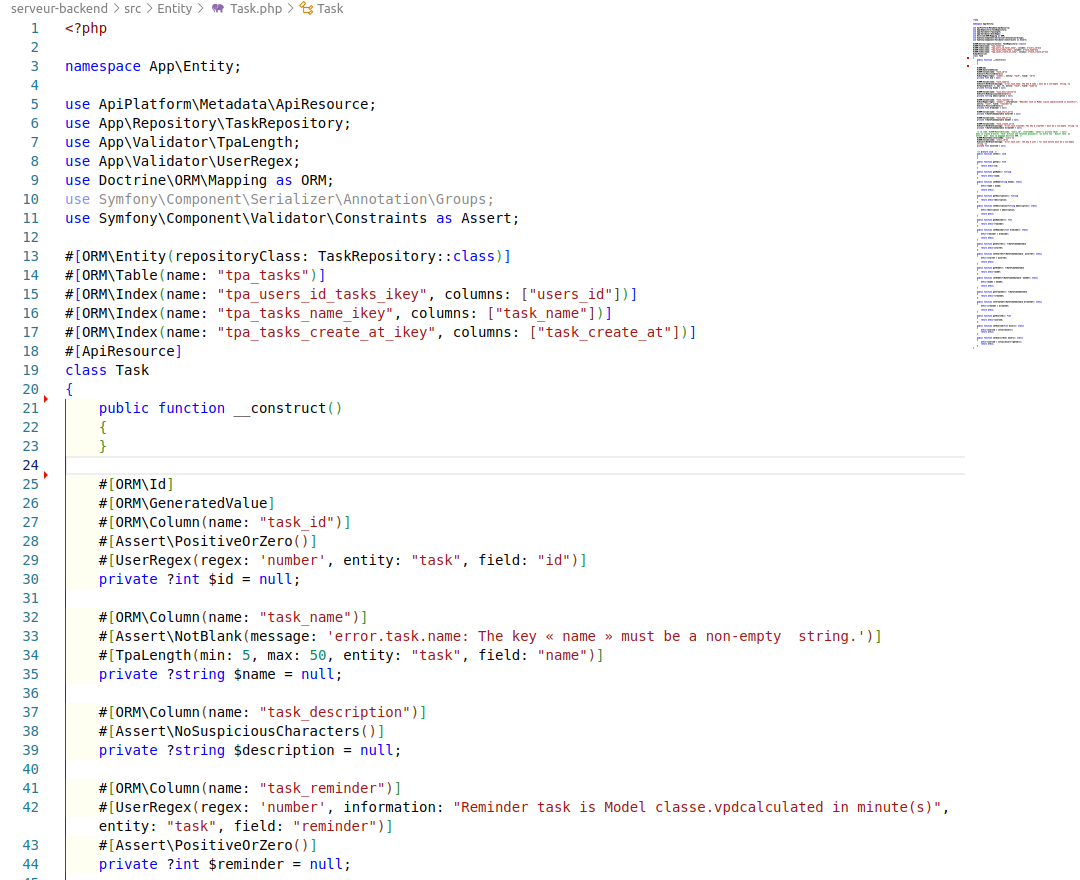 serveur-backend > src > Entity > Task.php > Task
1 <?php
2
3 namespace App\Entity;
4
5 use ApiPlatform\Metadata\ApiResource;
6 use App\Repository\TaskRepository;
7 use App\Validator\TpaLength;
8 use App\Validator\UserRegex;
9 use Doctrine\ORM\Mapping as ORM;
10 use Symfony\Component\Serializer\Annotation\Groups;
11 use Symfony\Component\Validator\Constraints as Assert;
12
13 #[ORM\Entity(repositoryClass: TaskRepository::class)]
14 #[ORM\Table(name: "tpa_tasks")]
15 #[ORM\Index(name: "tpa_users_id_tasks_ikey", columns: ["users_id"])]
16 #[ORM\Index(name: "tpa_tasks_name_ikey", columns: ["task_name"])]
17 #[ORM\Index(name: "tpa_tasks_create_at_ikey", columns: ["task_create_at"])]
18 #[ApiResource]
19 class Task
20 {
21     public function __construct()
22     {
23     }
24
25     #[ORM\Id]
26     #[ORM\GeneratedValue]
27     #[ORM\Column(name: "task_id")]
28     #[Assert\PositiveOrZero()]
29     #[UserRegex(regex: 'number', entity: "task", field: "id")]
30     private ?int $id = null;
31
32     #[ORM\Column(name: "task_name")]
33     #[Assert\NotBlank(message: 'error.task.name: The key « name » must be a non-empty  string.')]
34     #[TpaLength(min: 5, max: 50, entity: "task", field: "name")]
35     private ?string $name = null;
36
37     #[ORM\Column(name: "task_description")]
38     #[Assert\NoSuspiciousCharacters()]
39     private ?string $description = null;
40
41     #[ORM\Column(name: "task_reminder")]
42     #[UserRegex(regex: 'number', information: "Reminder task is Model classe.vpdcalculated in minute(s)",
entity: "task", field: "reminder")]
43     #[Assert\PositiveOrZero()]
44     private ?int $reminder = null;